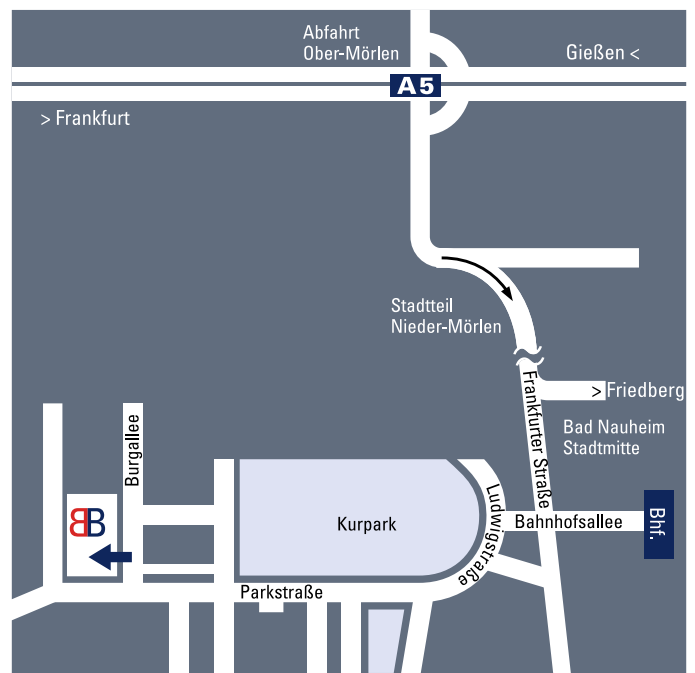 Abfahrt
Ober-Mörlen
Gießen <
A5
> Frankfurt
Stadtteil
Nieder-Mörlen
Frankfurter Straße
>Friedberg
Bad Nauheim
Stadtmitte
Burgallee
BB
Kurpark
Ludwigstraße
Bahnhofsallee
Bhf.
Parkstraße